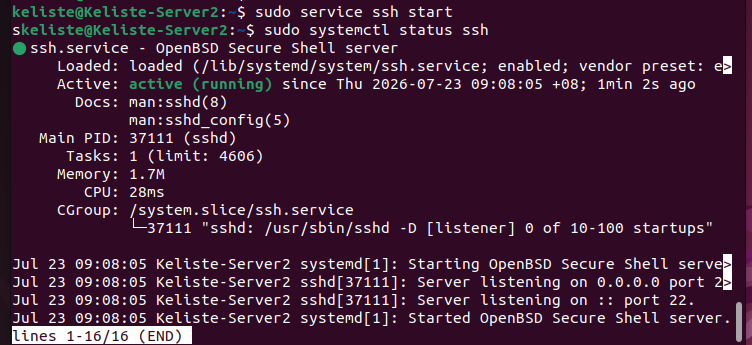 keliste@Keliste-Server2:~$ sudo service ssh start
skeliste@Keliste-Server2:~$ sudo systemctl status ssh
● ssh.service - OpenBSD Secure Shell server
Loaded: loaded (/lib/systemd/system/ssh.service; enabled; vendor preset: e>
Active: active (running) since Thu 2026-07-23 09:08:05 +08; 1min 2s ago
Docs: man:sshd(8)
man:sshd_config(5)
Main PID: 37111 (sshd)
Tasks: 1 (limit: 4606)
Memory: 1.7M
CPU: 28ms
CGroup: /system.slice/ssh.service
└─37111 "sshd: /usr/sbin/sshd -D [listener] 0 of 10-100 startups"
Jul 23 09:08:05 Keliste-Server2 systemd[1]: Starting OpenBSD Secure Shell serve>
Jul 23 09:08:05 Keliste-Server2 sshd[37111]: Server listening on 0.0.0.0 port 2>
Jul 23 09:08:05 Keliste-Server2 sshd[37111]: Server listening on :: port 22.
Jul 23 09:08:05 Keliste-Server2 systemd[1]: Started OpenBSD Secure Shell server.
lines 1-16/16 (END)